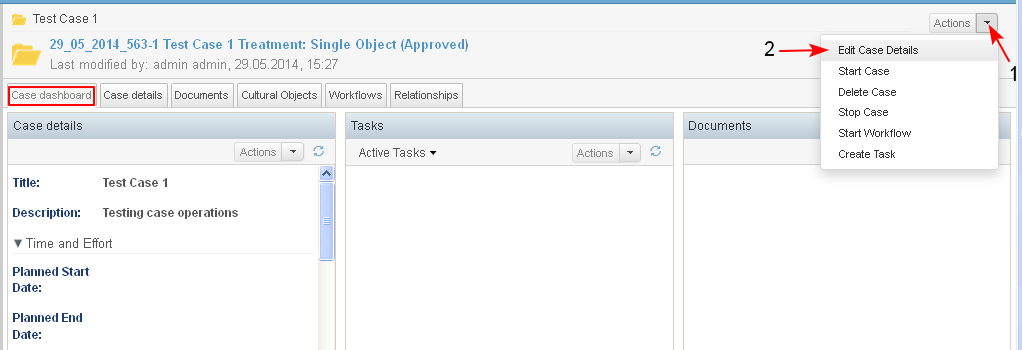 Test Case 1
Actions
29_05_2014_563-1 Test Case 1 Treatment: Single Object (Approved)
Last modified by: admin admin, 29.05.2014, 15:27
1
2
Edit Case Details
Start Case
Delete Case
Stop Case
Start Workflow
Create Task
Case dashboard Case details Documents Cultural Objects Workflows Relationships
Case details
Actions
Title: Test Case 1
Description: Testing case operations
Time and Effort
Planned Start
Date:
Planned End
Date:
Tasks
Active Tasks Actions
Documents